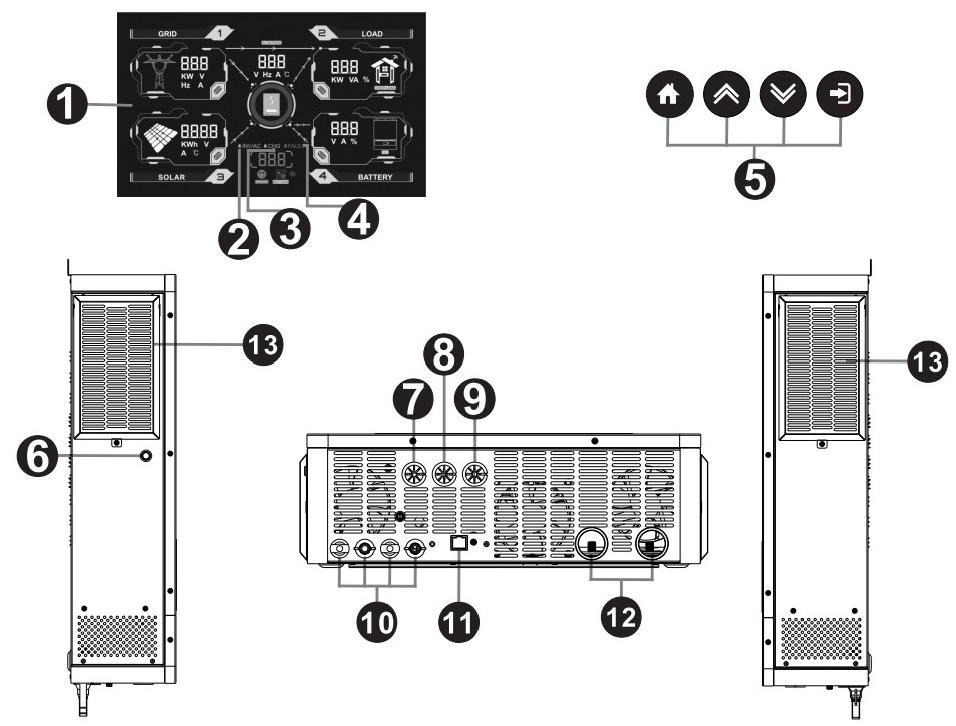 GRID 1 2 LOAD
888 KW V Hz A
888 V Hz A °C
888 KW VA %
1
8888 KWh V A °C
888 V A %
INV/AC CHG FAULT
888
SOLAR 3 4 BATTERY
2 3 4
5
13
13
6
7 8 9
10 11 12